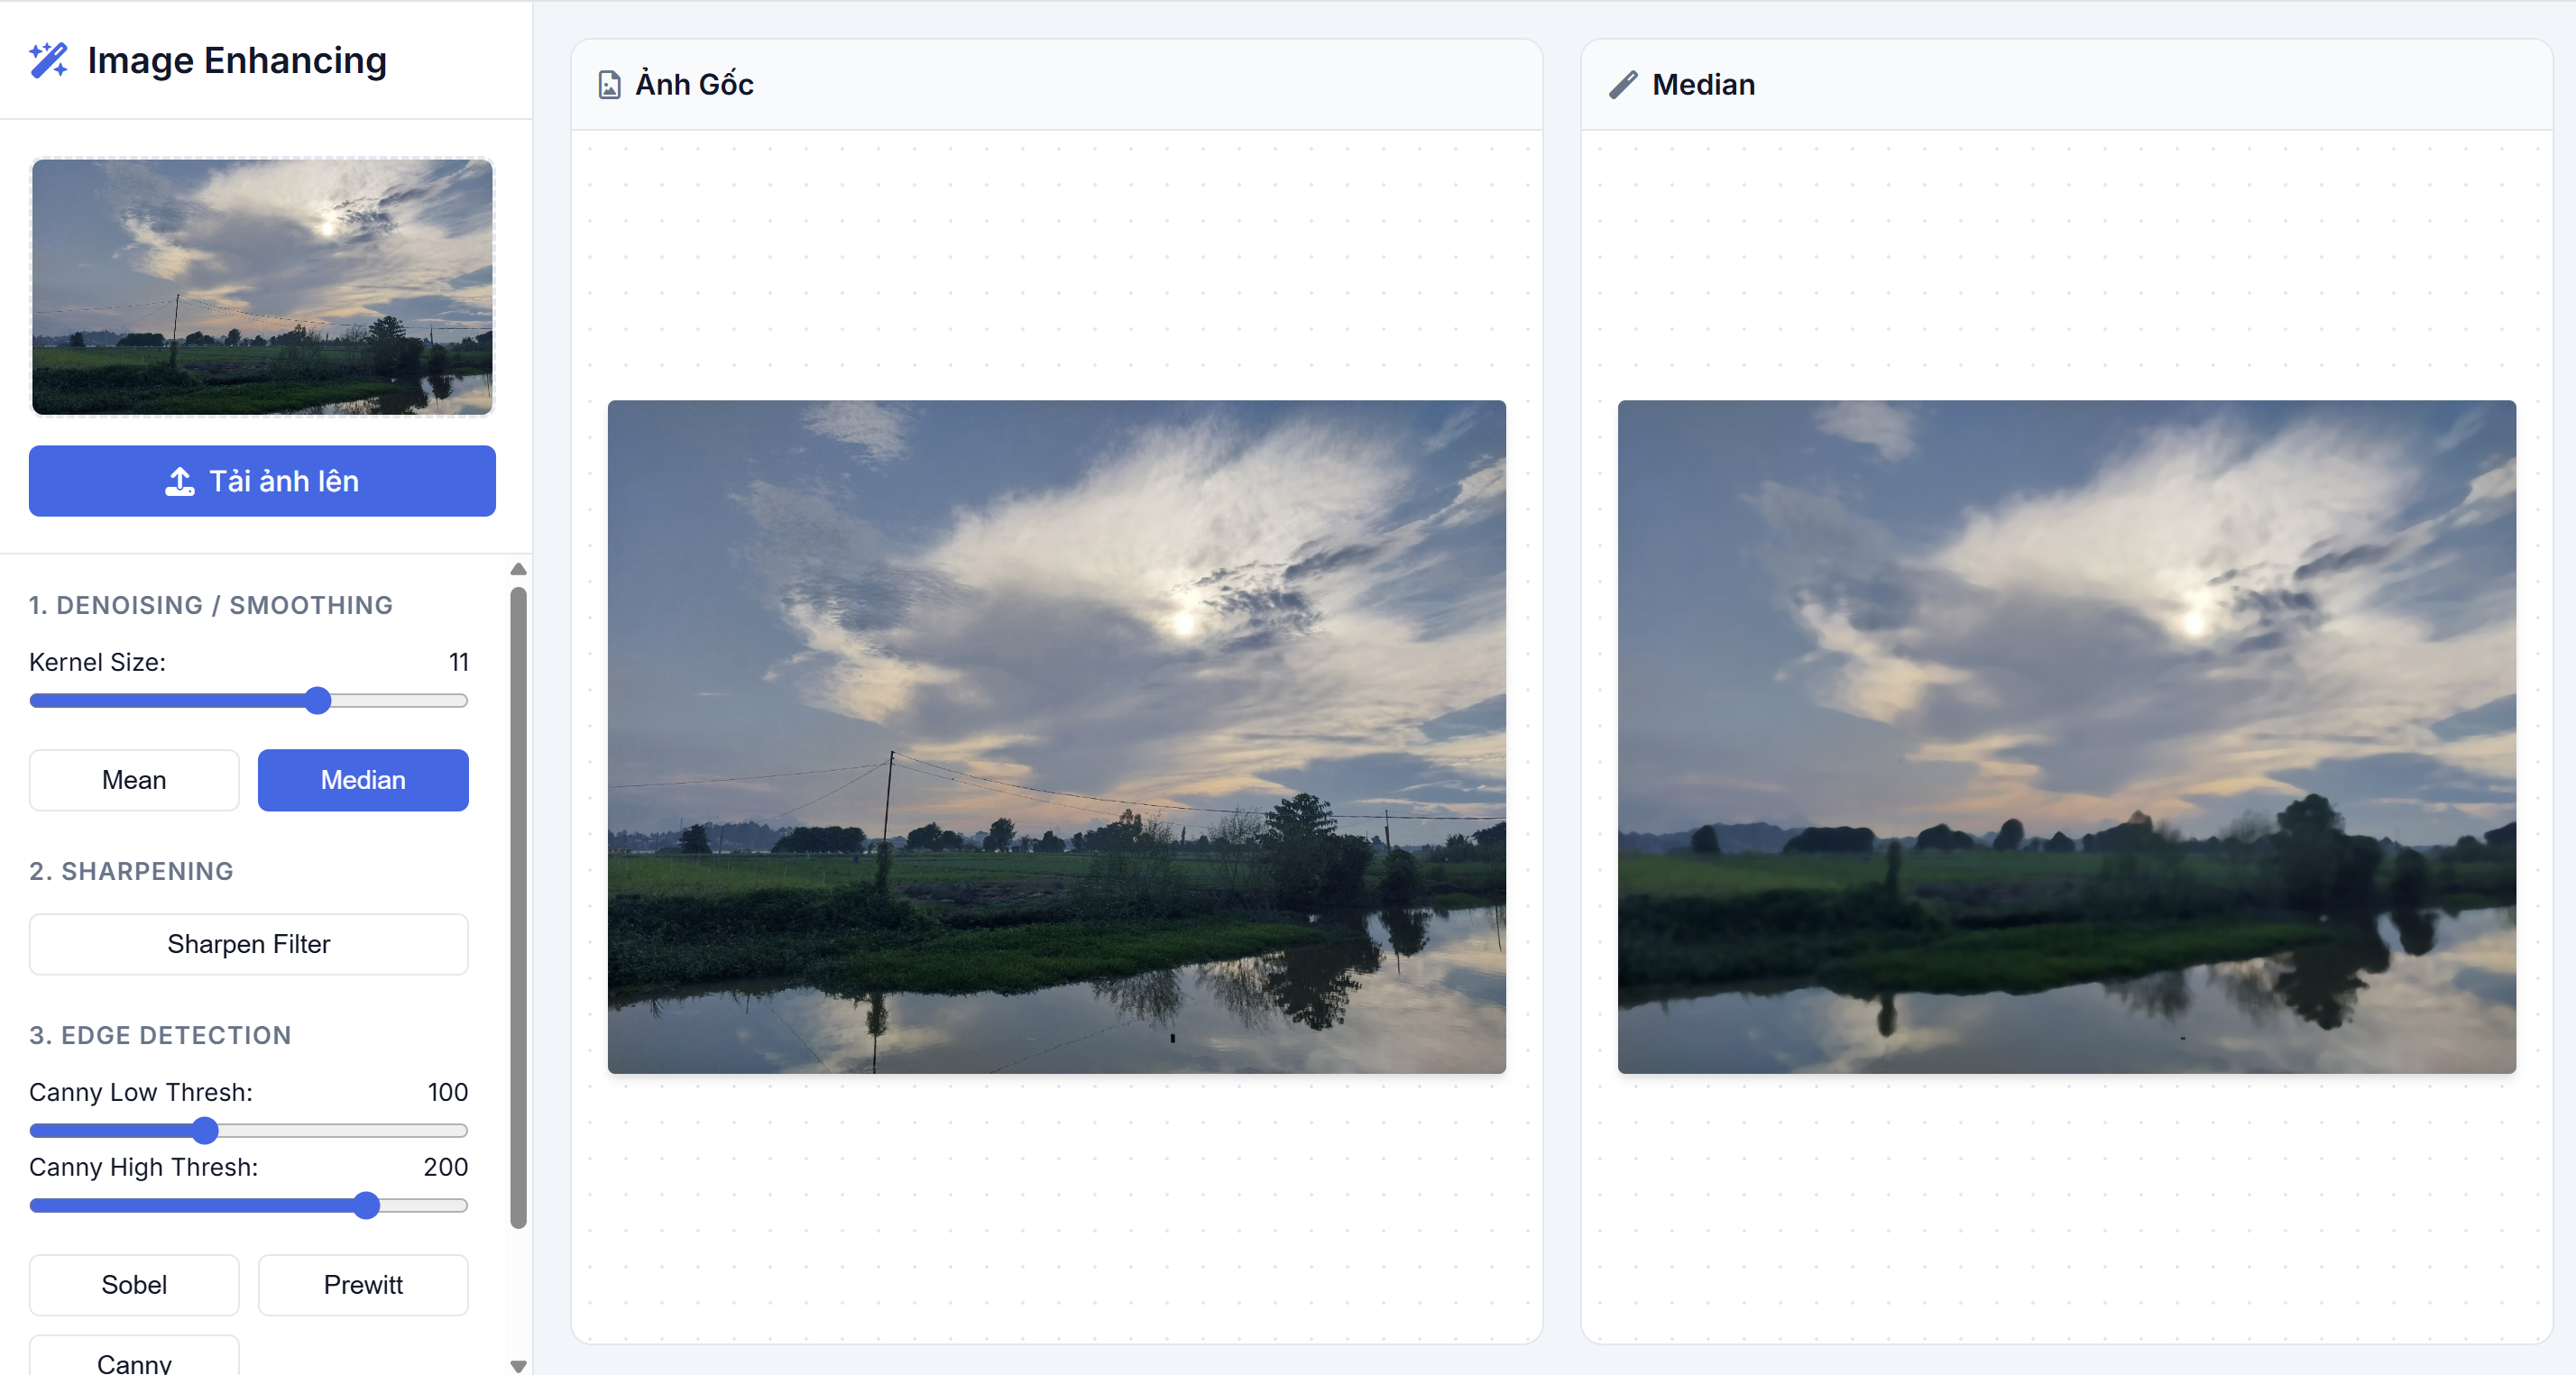 Image Enhancing
Tải ảnh lên
1. DENOISING / SMOOTHING
Kernel Size: 11
Mean Median
2. SHARPENING
Sharpen Filter
3. EDGE DETECTION
Canny Low Thresh: 100
Canny High Thresh: 200
Sobel Prewitt
Canny
Ảnh Gốc
Median